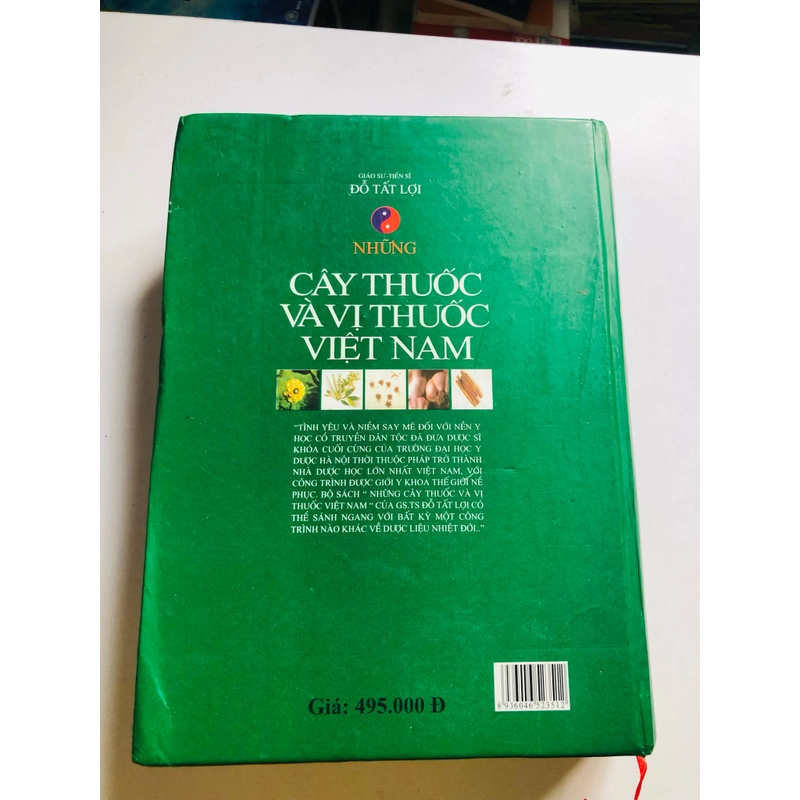 GIÁO SƯ-TIẾN SĨ
ĐỖ TẤT LỢI
NHỮNG
CÂY THUỐC
VÀ VỊ THUỐC
VIỆT NAM
"TÌNH YÊU VÀ NIỀM SAY MÊ ĐỐI VỚI NỀN Y
HỌC CỔ TRUYỀN DÂN TỘC ĐÃ ĐƯA DƯỢC SĨ
KHÓA CUỐI CÙNG CỦA TRƯỜNG ĐẠI HỌC Y
DƯỢC HÀ NỘI THỜI THUỘC PHÁP TRỞ THÀNH
NHÀ DƯỢC HỌC LỚN NHẤT VIỆT NAM, VỚI
CÔNG TRÌNH ĐƯỢC GIỚI Y KHOA THẾ GIỚI NỂ
PHỤC. BỘ SÁCH " NHỮNG CÂY THUỐC VÀ VỊ
THUỐC VIỆT NAM " CỦA GS.TS ĐỖ TẤT LỢI CÓ
THỂ SÁNH NGANG VỚI BẤT KỲ MỘT CÔNG
TRÌNH NÀO KHÁC VỀ DƯỢC LIỆU NHIỆT ĐỚI.."
Giá: 495.000 Đ
8 936046 523512